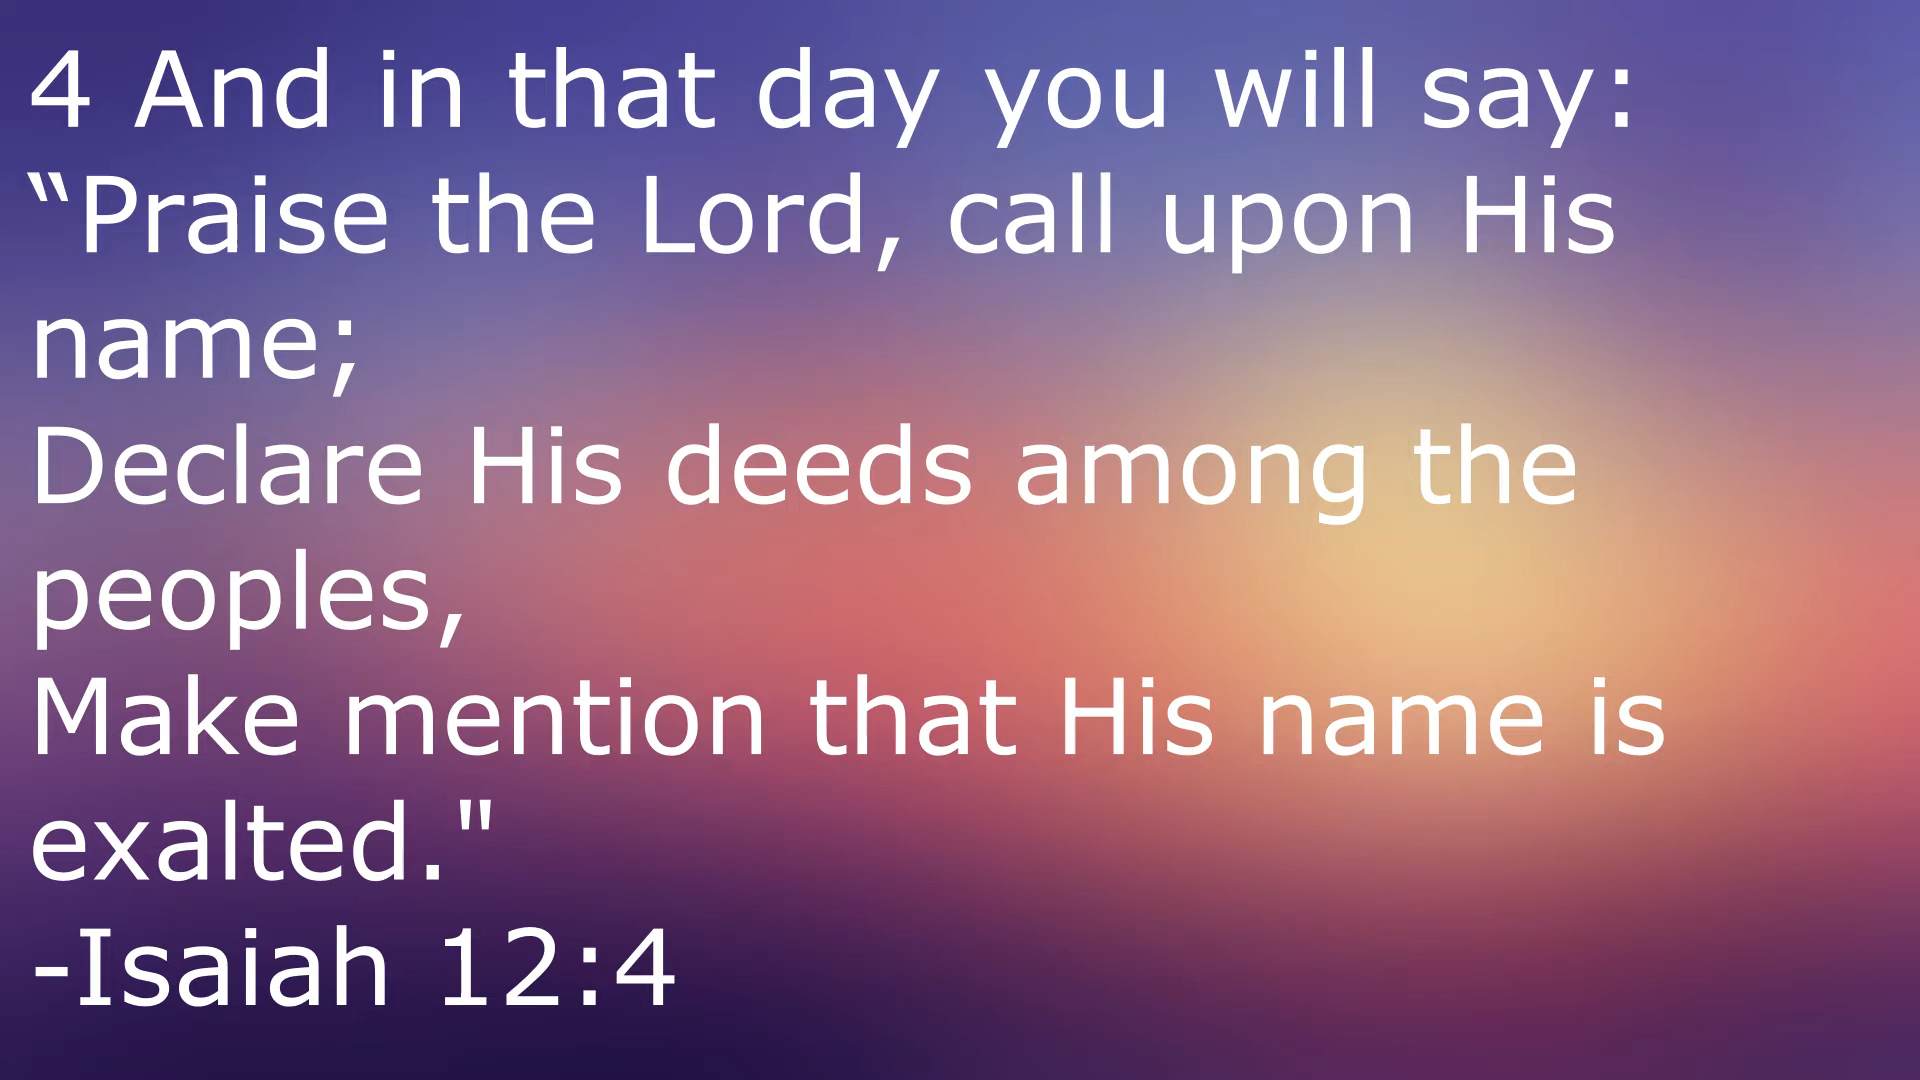 4 And in that day you will say:
“Praise the Lord, call upon His
name;
Declare His deeds among the
peoples,
Make mention that His name is
exalted."
-Isaiah 12:4